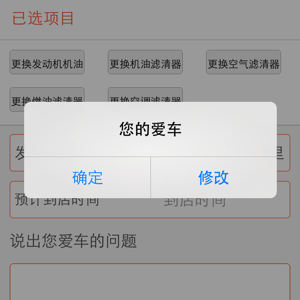 已选项目
更换发动机机油 更换机油滤清器 更换空气滤清器
更换燃油滤清器 更换空调滤清器
您的爱车
发 里
确定 修改
预计到店时间 到店时间
说出您爱车的问题